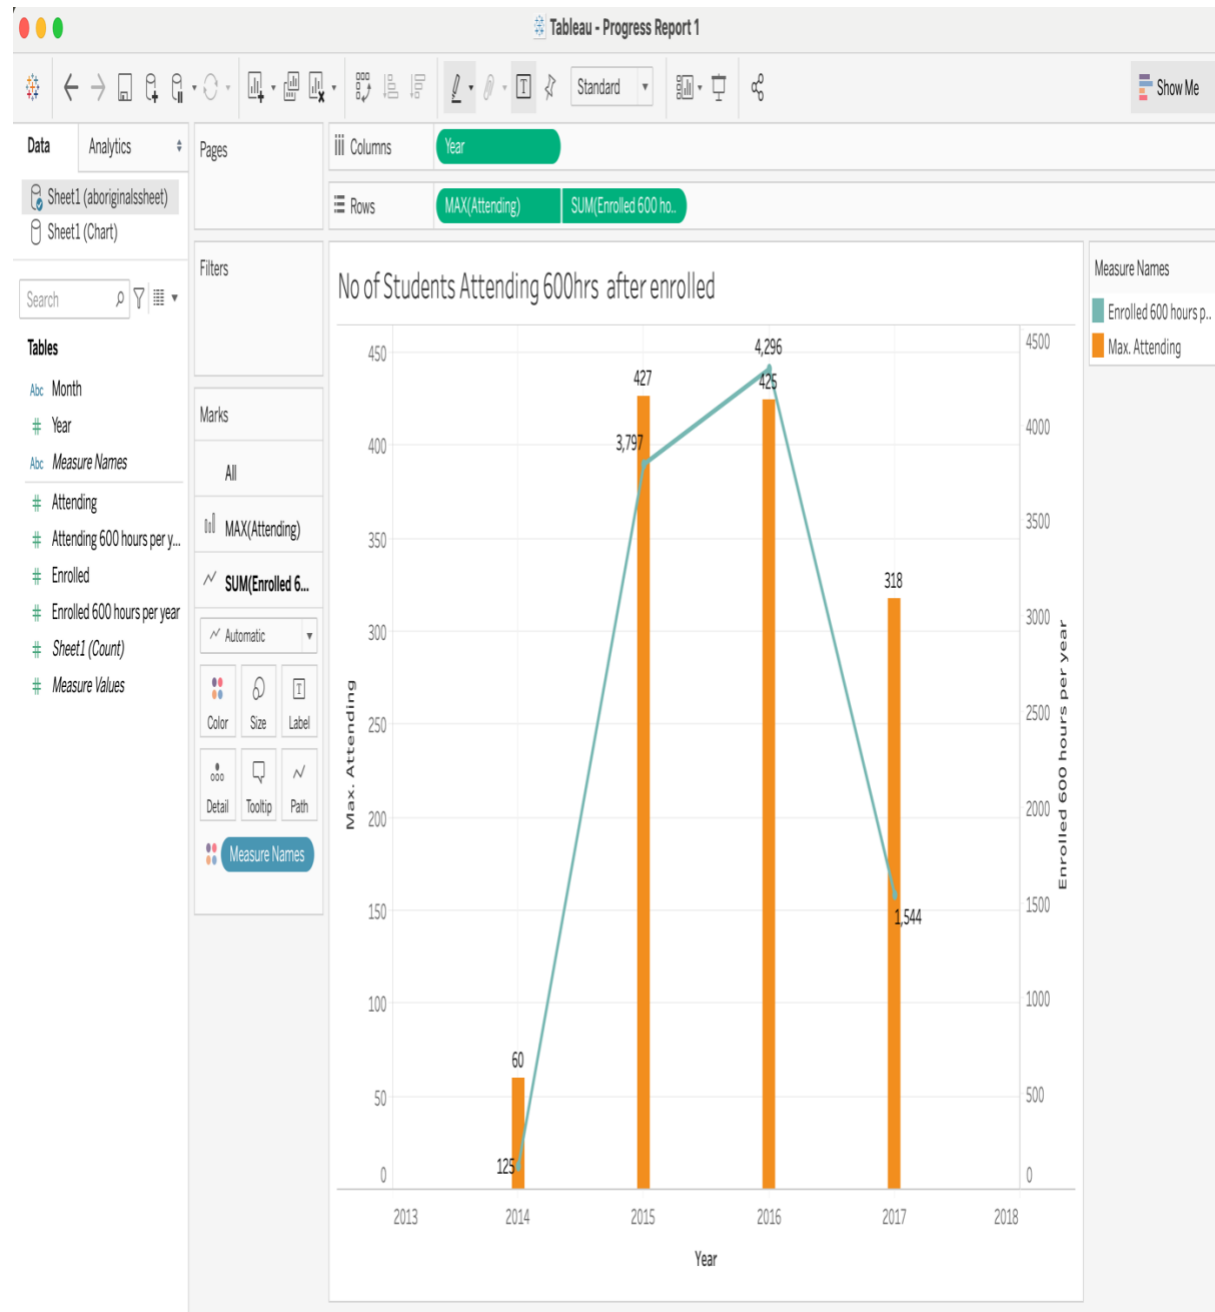 Tableau - Progress Report 1
Standard
Show Me
Data
Analytics
Sheet1 (aboriginalssheet)
Sheet1 (Chart)
Search
Tables
Abc Month
# Year
Abc Measure Names
# Attending
# Attending 600 hours per y...
# Enrolled
# Enrolled 600 hours per year
# Sheet1 (Count)
# Measure Values
Pages
Filters
Marks
All
MAX(Attending)
SUM(Enrolled 6...
Automatic
Color
Size
Label
Detail
Tooltip
Path
Measure Names
Columns
Year
Rows
MAX(Attending)
SUM(Enrolled 600 ho..
No of Students Attending 600hrs after enrolled
Max. Attending
450
400
350
300
250
200
150
100
50
0
60
125
427
3,797
4,296
425
318
1,544
4500
4000
3500
3000
2500
2000
1500
1000
500
0
Enrolled 600 hours per year
2013
2014
2015
2016
2017
2018
Year
Measure Names
Enrolled 600 hours p..
Max. Attending